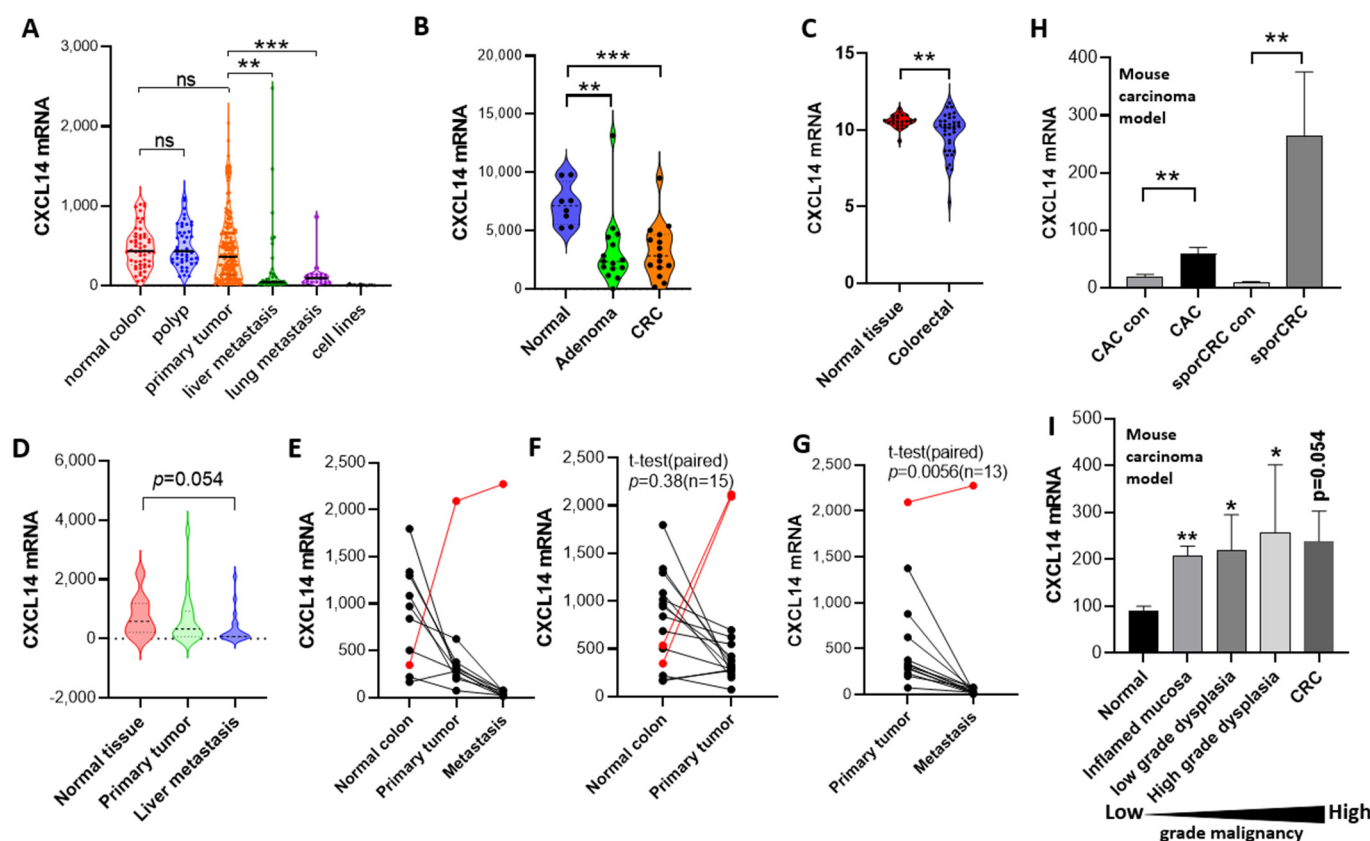 A
CXCL14 mRNA
3,000
2,000
1,000
0
ns
ns
**
***
normal colon
polyp
primary tumor
liver metastasis
lung metastasis
cell lines
B
CXCL14 mRNA
20,000
15,000
10,000
5,000
0
**
***
Normal
Adenoma
CRC
C
CXCL14 mRNA
15
10
5
0
**
Normal tissue
Colorectal
H
CXCL14 mRNA
400
300
200
100
0
Mouse
carcinoma
model
**
**
CAC con
CAC
sporCRC con
sporCRC
D
CXCL14 mRNA
6,000
4,000
2,000
0
-2,000
p=0.054
Normal tissue
Primary tumor
Liver metastasis
E
CXCL14 mRNA
2,500
2,000
1,500
1,000
500
0
Normal colon
Primary tumor
Metastasis
F
t-test(paired)
p=0.38(n=15)
CXCL14 mRNA
2,500
2,000
1,500
1,000
500
0
Normal colon
Primary tumor
G
t-test(paired)
p=0.0056(n=13)
CXCL14 mRNA
2,500
2,000
1,500
1,000
500
0
Primary tumor
Metastasis
I
CXCL14 mRNA
500
400
300
200
100
0
Mouse
carcinoma
model
**
*
*
p=0.054
Normal
Inflamed mucosa
low grade dysplasia
High grade dysplasia
CRC
Low
High
grade malignancy